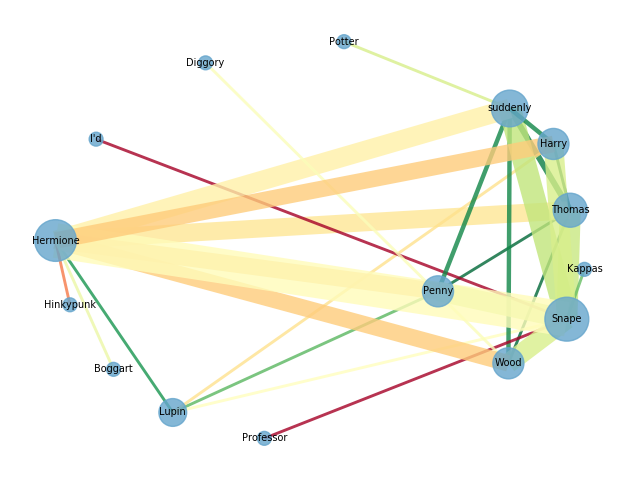 Potter
Diggory
suddenly
I'd
Harry
Thomas
Hermione
Kappas
Penny
Hinkypunk
Snape
Wood
Boggart
Lupin
Professor